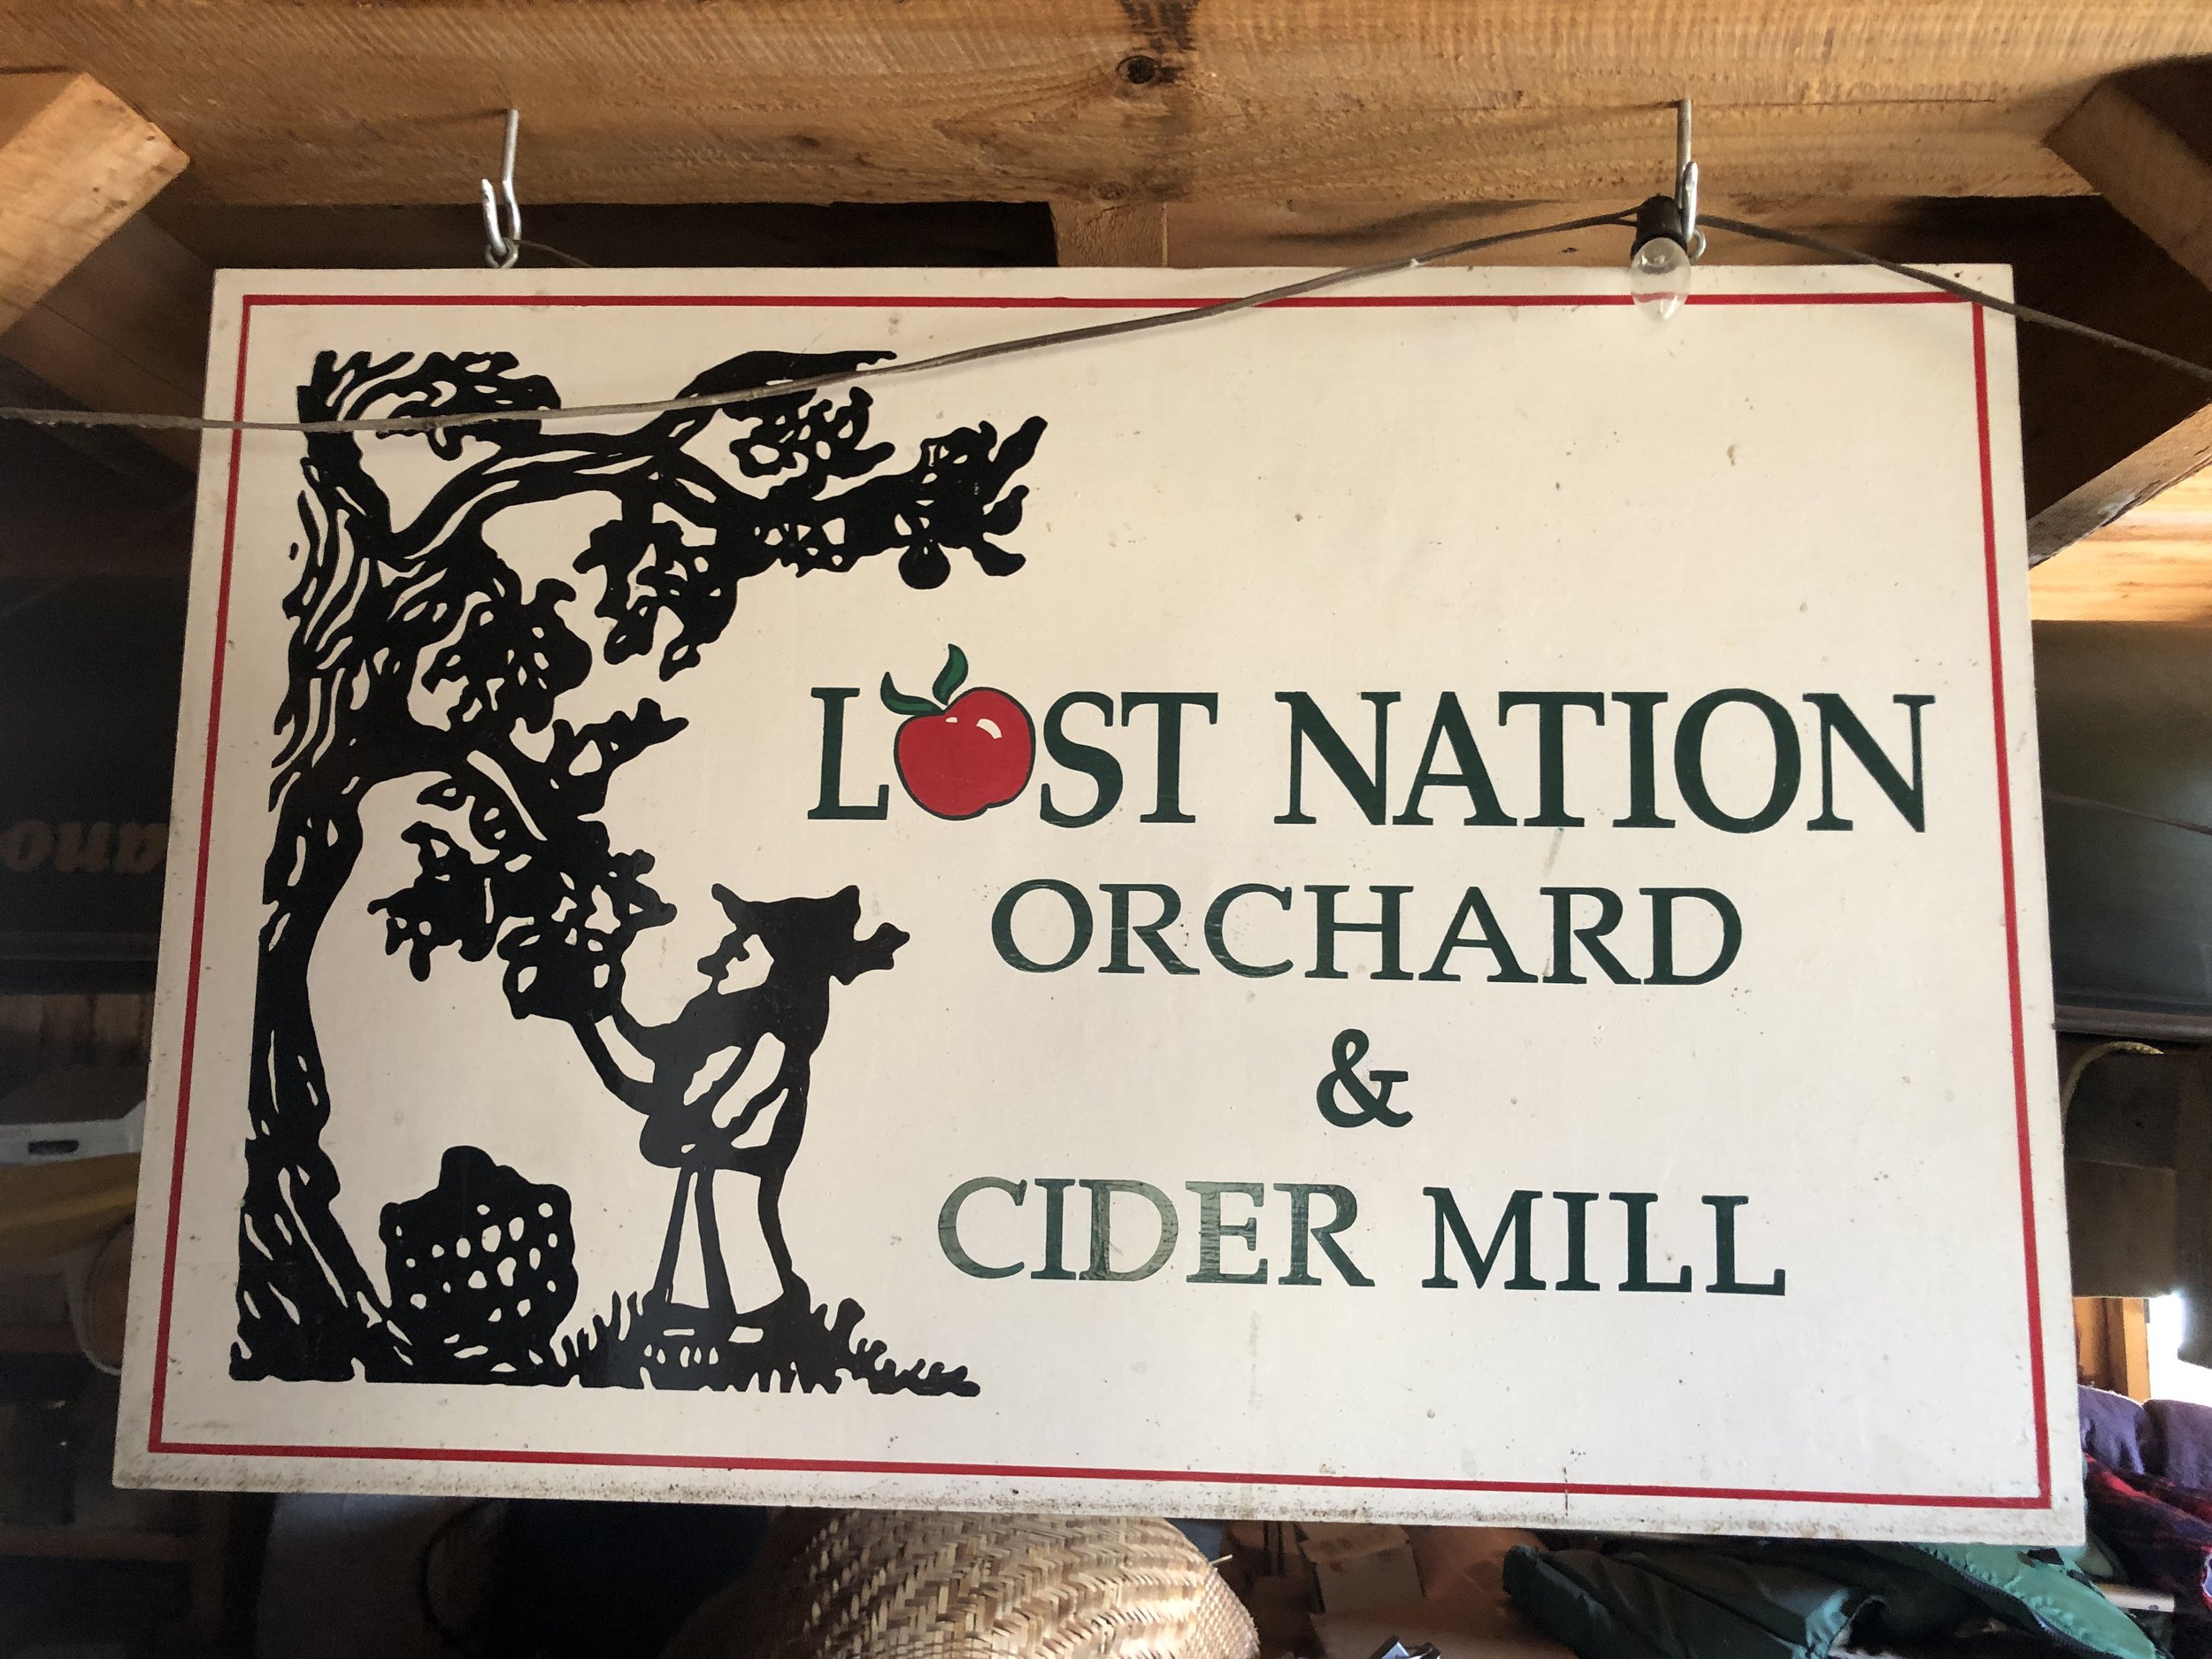 LOST NATION
ORCHARD
&
CIDER MILL